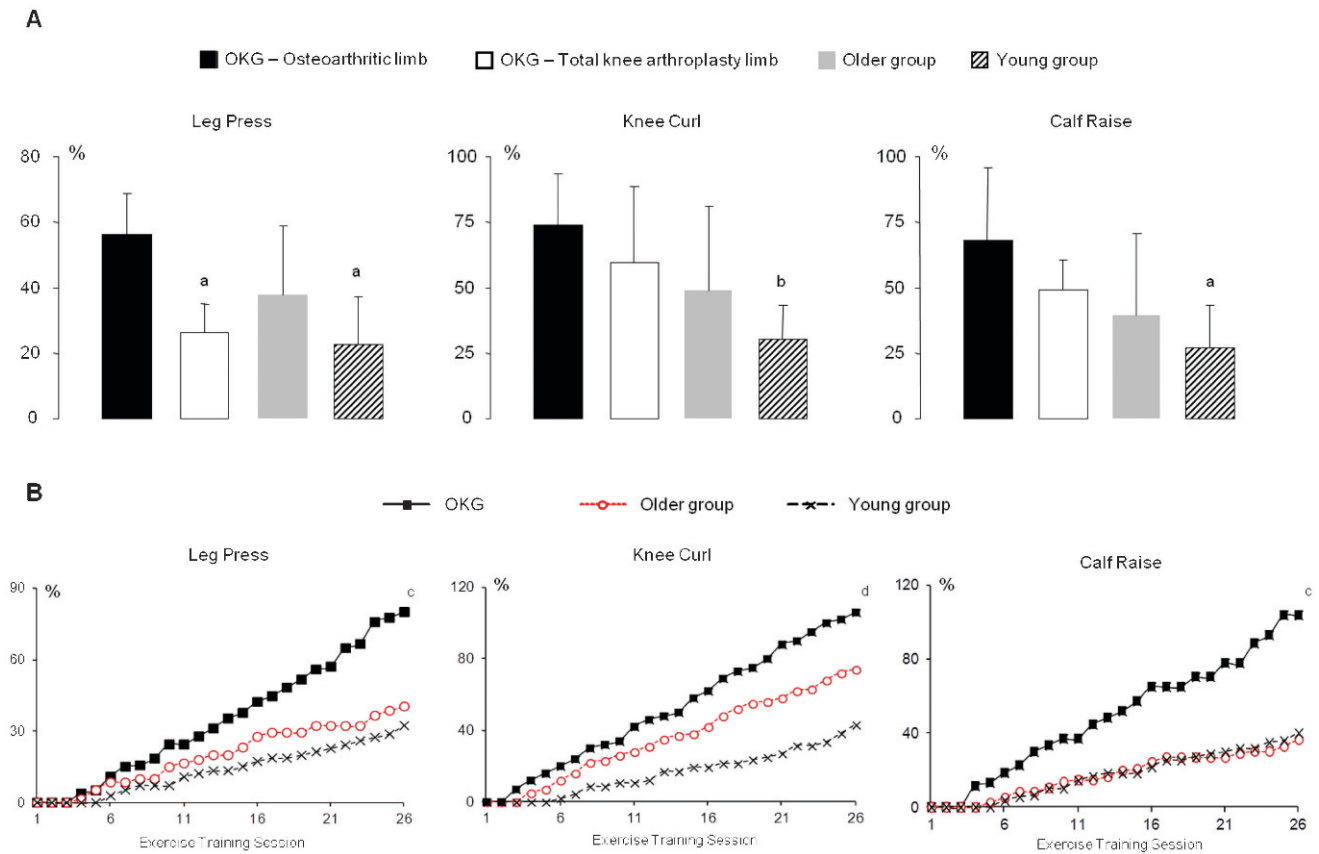 A
OKG – Osteoarthritic limb OKG – Total knee arthroplasty limb Older group Young group
Leg Press Knee Curl Calf Raise
80 % 100 % 100 %
60 75 75
40 50 50
20 25 25
0 0 0
a a b a
B
OKG Older group Young group
Leg Press Knee Curl Calf Raise
90 % c 120 % d 120 % c
60 80 80
30 40 40
0 0 0
1 6 11 16 21 26 1 6 11 16 21 26 1 6 11 16 21 26
Exercise Training Session Exercise Training Session Exercise Training Session